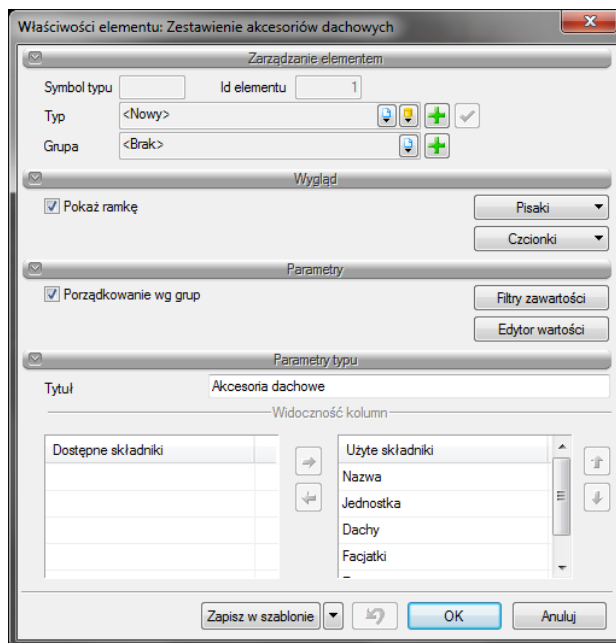 Właściwości elementu: Zestawienie akcesoriów dachowych
Zarządzanie elementem
Symbol typu Id elementu 1
Typ <Nowy>
Grupa <Brak>
Wygląd
Pokaż ramkę Pisaki
Czcionki
Parametry
Porządkowanie wg grup Filtry zawartości
Edytor wartości
Parametry typu
Tytuł Akcesoria dachowe
Widoczność kolumn
Dostępne składniki Użyte składniki
Nazwa
Jednostka
Dachy
Facjatki
Zapisz w szablonie OK Anuluj